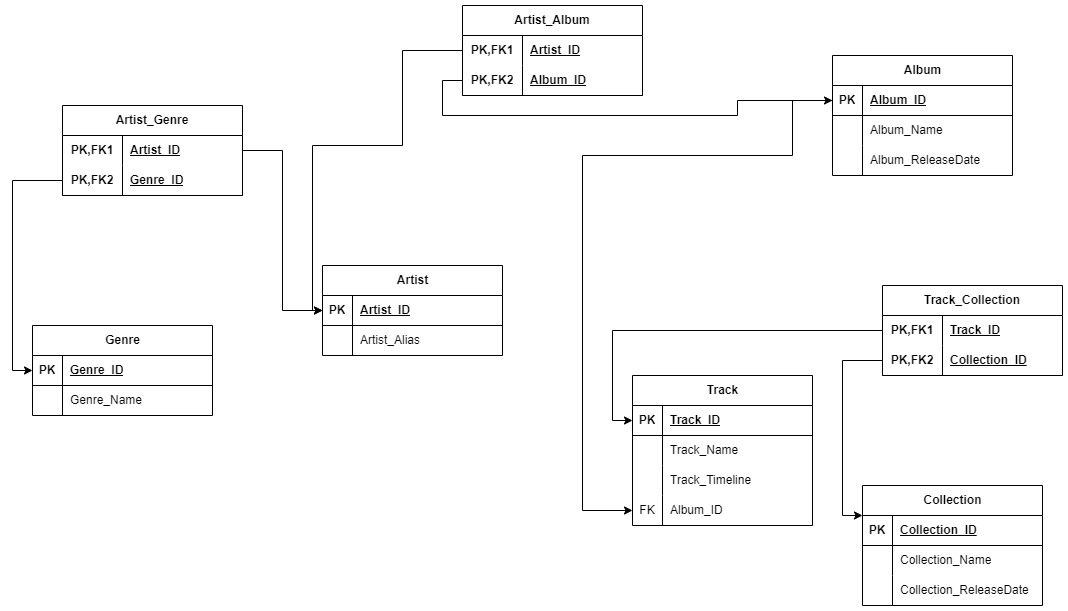 Artist_Album
PK,FK1 Artist_ID
PK,FK2 Album_ID
Album
PK Album_ID
Album_Name
Album_ReleaseDate
Artist_Genre
PK,FK1 Artist_ID
PK,FK2 Genre_ID
Artist
PK Artist_ID
Artist_Alias
Genre
PK Genre_ID
Genre_Name
Track_Collection
PK,FK1 Track_ID
PK,FK2 Collection_ID
Track
PK Track_ID
Track_Name
Track_Timeline
FK Album_ID
Collection
PK Collection_ID
Collection_Name
Collection_ReleaseDate